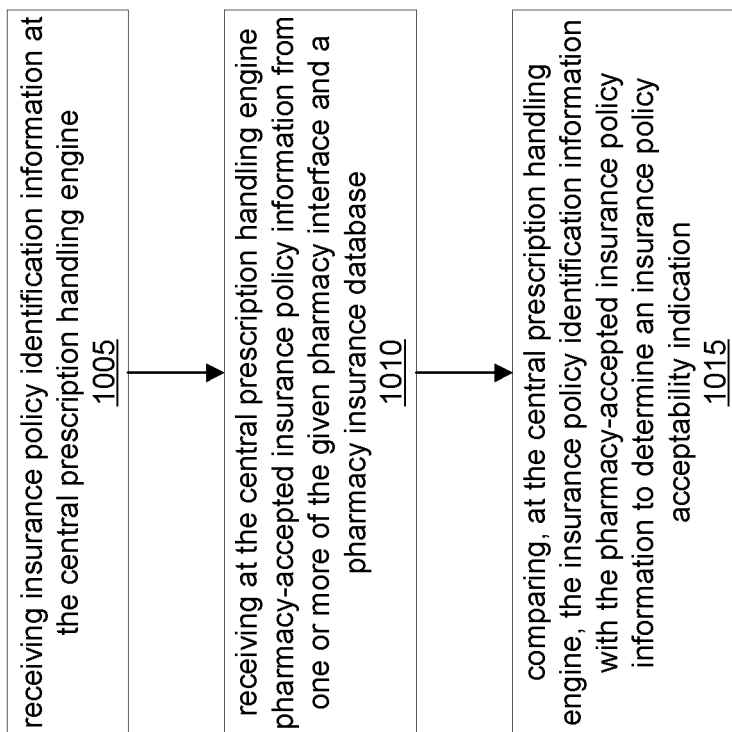 receiving insurance policy identification information at
the central prescription handling engine
1005
receiving at the central prescription handling engine
pharmacy-accepted insurance policy information from
one or more of the given pharmacy interface and a
pharmacy insurance database
1010
comparing, at the central prescription handling
engine, the insurance policy identification information
with the pharmacy-accepted insurance policy
information to determine an insurance policy
acceptability indication
1015